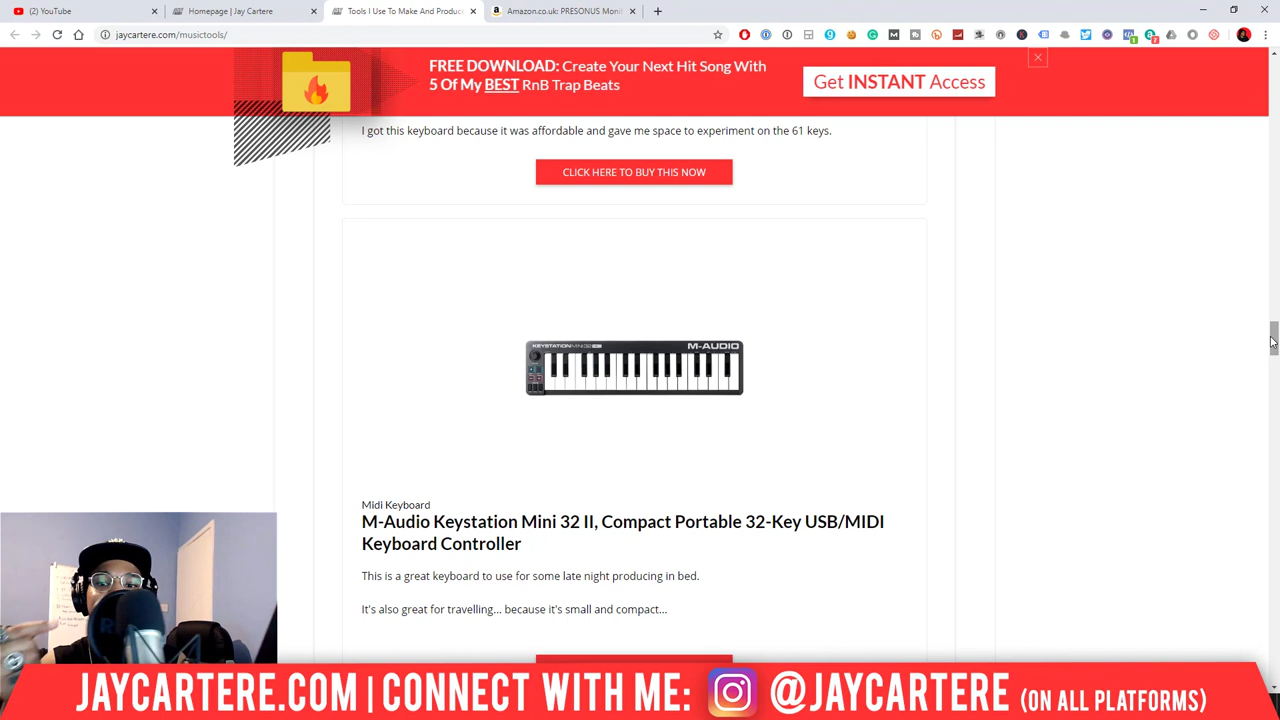 (2) YouTube
Homepage | Jay Cartere
Tools I Use To Make And Produce
Amazon.co.uk: PRESONUS Moni
jaycartere.com/musictools/
FREE DOWNLOAD: Create Your Next Hit Song With
5 Of My BEST RnB Trap Beats
Get INSTANT Access
I got this keyboard because it was affordable and gave me space to experiment on the 61 keys.
CLICK HERE TO BUY THIS NOW
KEYSTATION MINI 32
M-AUDIO
Midi Keyboard
M-Audio Keystation Mini 32 II, Compact Portable 32-Key USB/MIDI
Keyboard Controller
This is a great keyboard to use for some late night producing in bed.
It's also great for travelling... because it's small and compact...
JAYCARTERE.COM | CONNECT WITH ME: @JAYCARTERE (ON ALL PLATFORMS)